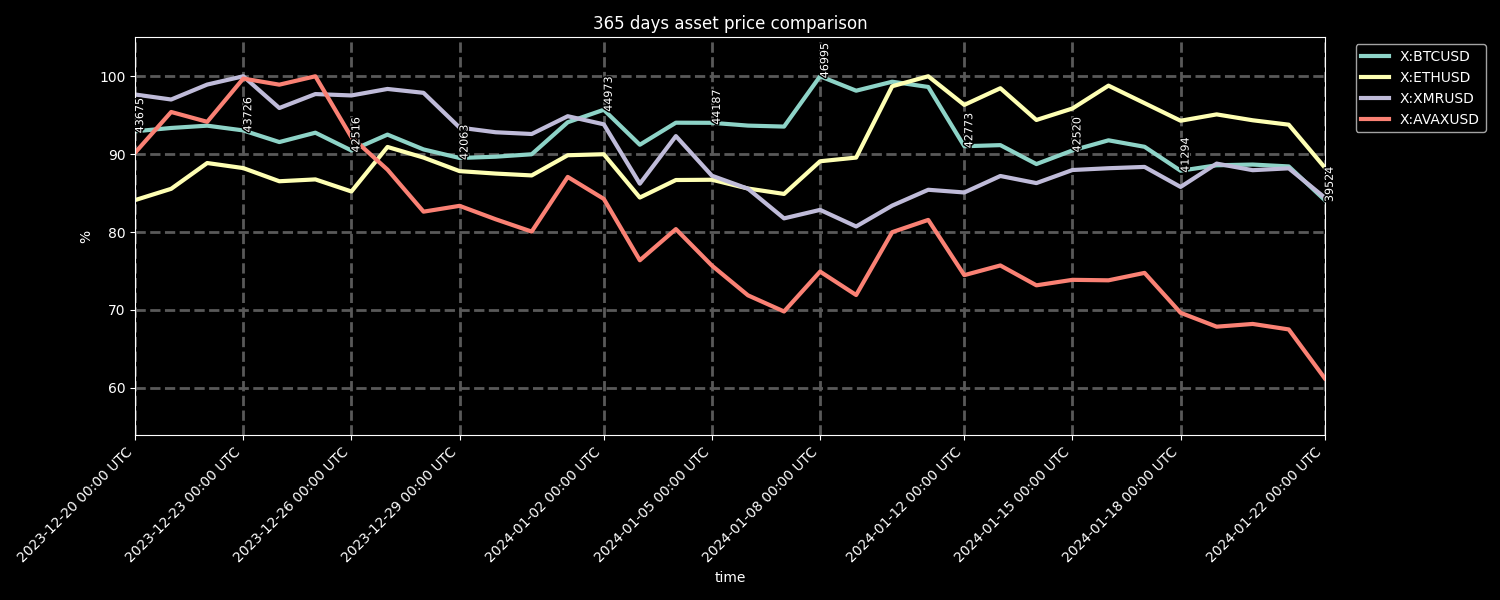 365 days asset price comparison
X:BTCUSD
X:ETHUSD
X:XMRUSD
X:AVAXUSD
%
100
90
80
70
60
43675
43726
42516
42063
44973
44187
46995
42773
42520
41294
39524
2023-12-20 00:00 UTC
2023-12-23 00:00 UTC
2023-12-26 00:00 UTC
2023-12-29 00:00 UTC
2024-01-02 00:00 UTC
2024-01-05 00:00 UTC
2024-01-08 00:00 UTC
2024-01-12 00:00 UTC
2024-01-15 00:00 UTC
2024-01-18 00:00 UTC
2024-01-22 00:00 UTC
time